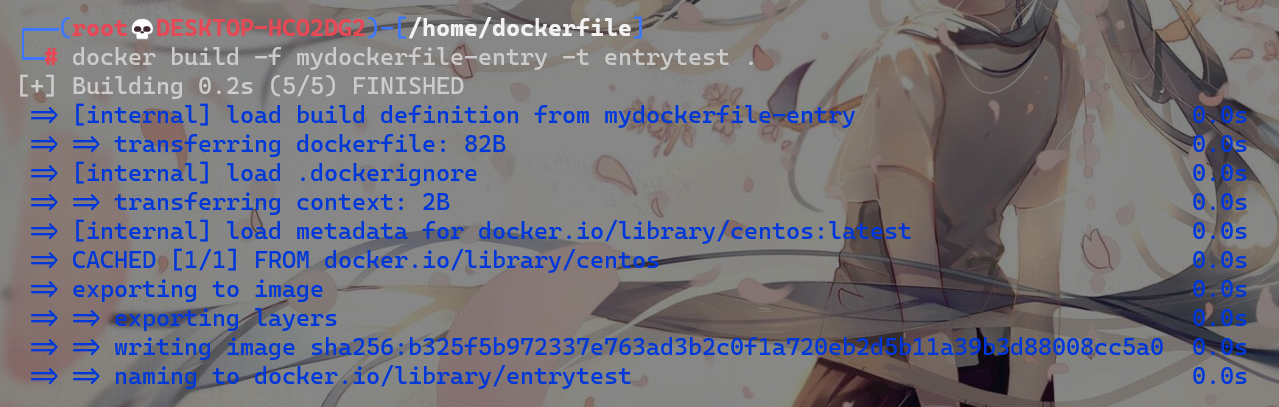 ┌──(root💀DESKTOP-HCO2DG2)-[/home/dockerfile]
└─# docker build -f mydockerfile-entry -t entrytest .
[+] Building 0.2s (5/5) FINISHED
=> [internal] load build definition from mydockerfile-entry 0.0s
=> => transferring dockerfile: 82B 0.0s
=> [internal] load .dockerignore 0.0s
=> => transferring context: 2B 0.0s
=> [internal] load metadata for docker.io/library/centos:latest 0.0s
=> CACHED [1/1] FROM docker.io/library/centos 0.0s
=> exporting to image 0.0s
=> => exporting layers 0.0s
=> => writing image sha256:b325f5b972337e763ad3b2c0f1a720eb2d5b11a39b3d88008cc5a0 0.0s
=> => naming to docker.io/library/entrytest 0.0s